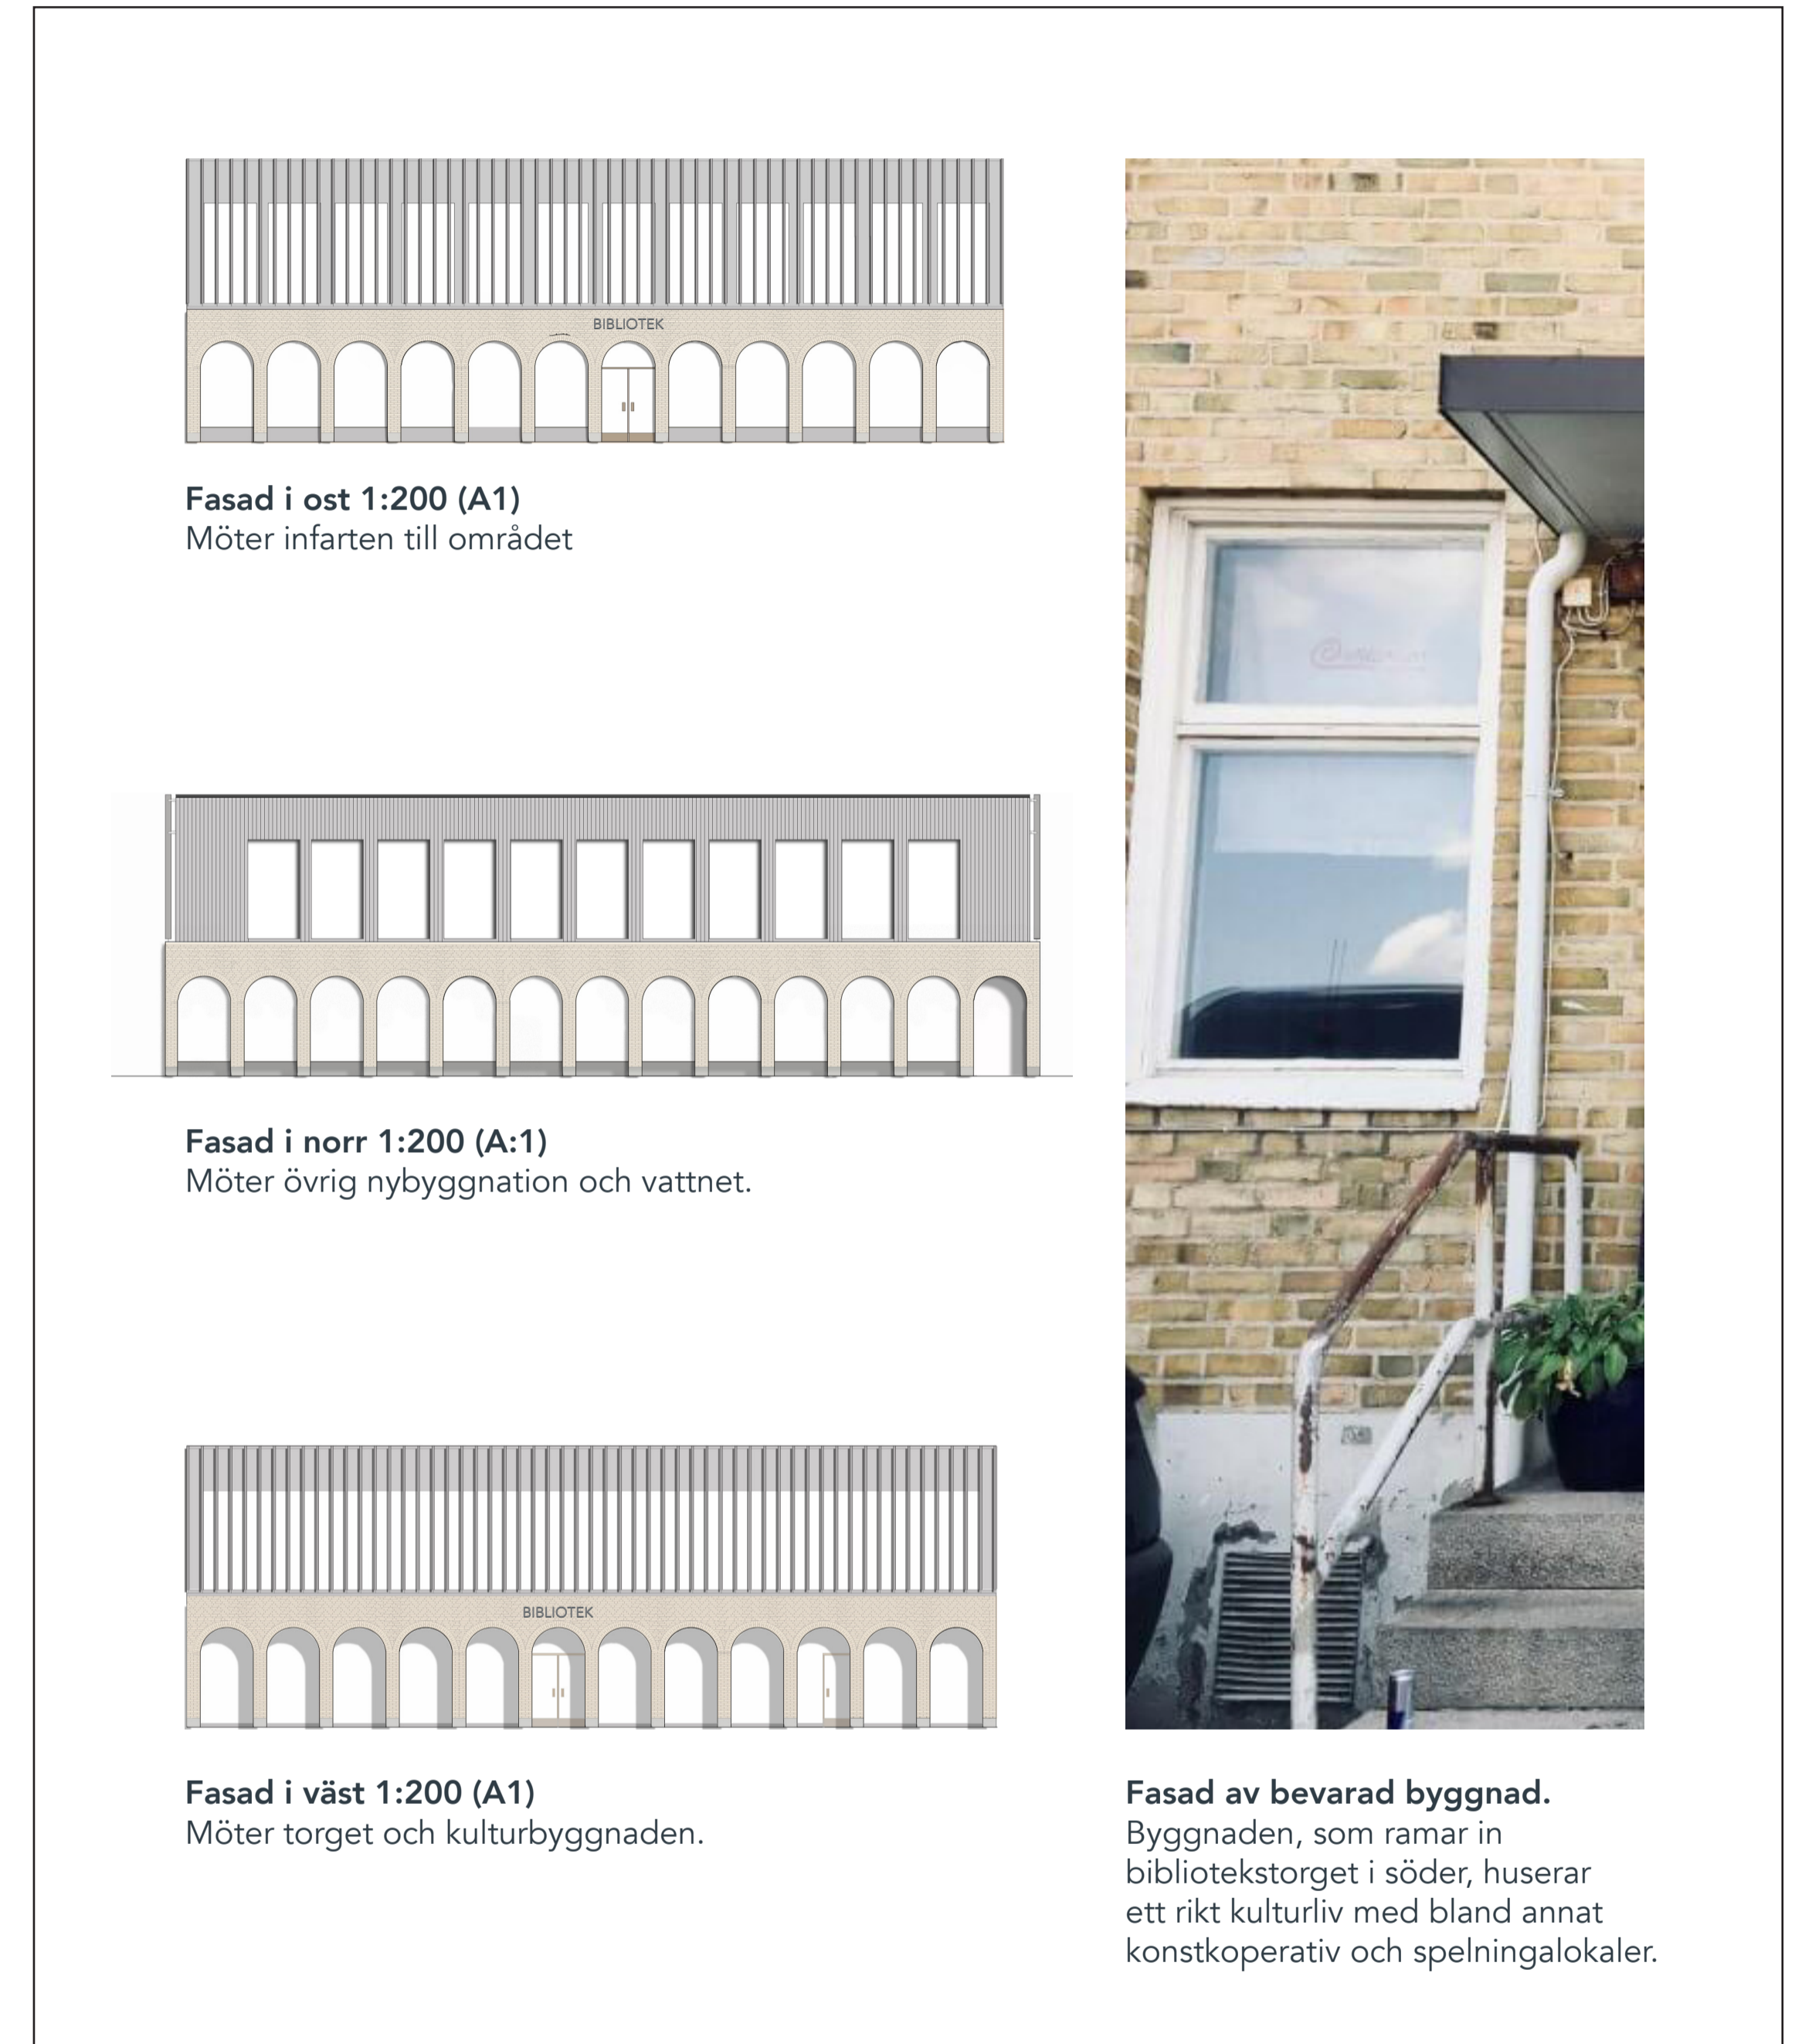 BIBLIOTEK
Fasad i ost 1:200 (A1)
Möter infarten till området
Fasad i norr 1:200 (A:1)
Möter övrig nybyggnation och vattnet.
BIBLIOTEK
Fasad i väst 1:200 (A1)
Möter torget och kulturbyggnaden.
Fasad av bevarad byggnad.
Byggnaden, som ramar in
bibliotekstorget i söder, huserar
ett rikt kulturliv med bland annat
konstkoperativ och spelningalokaler.